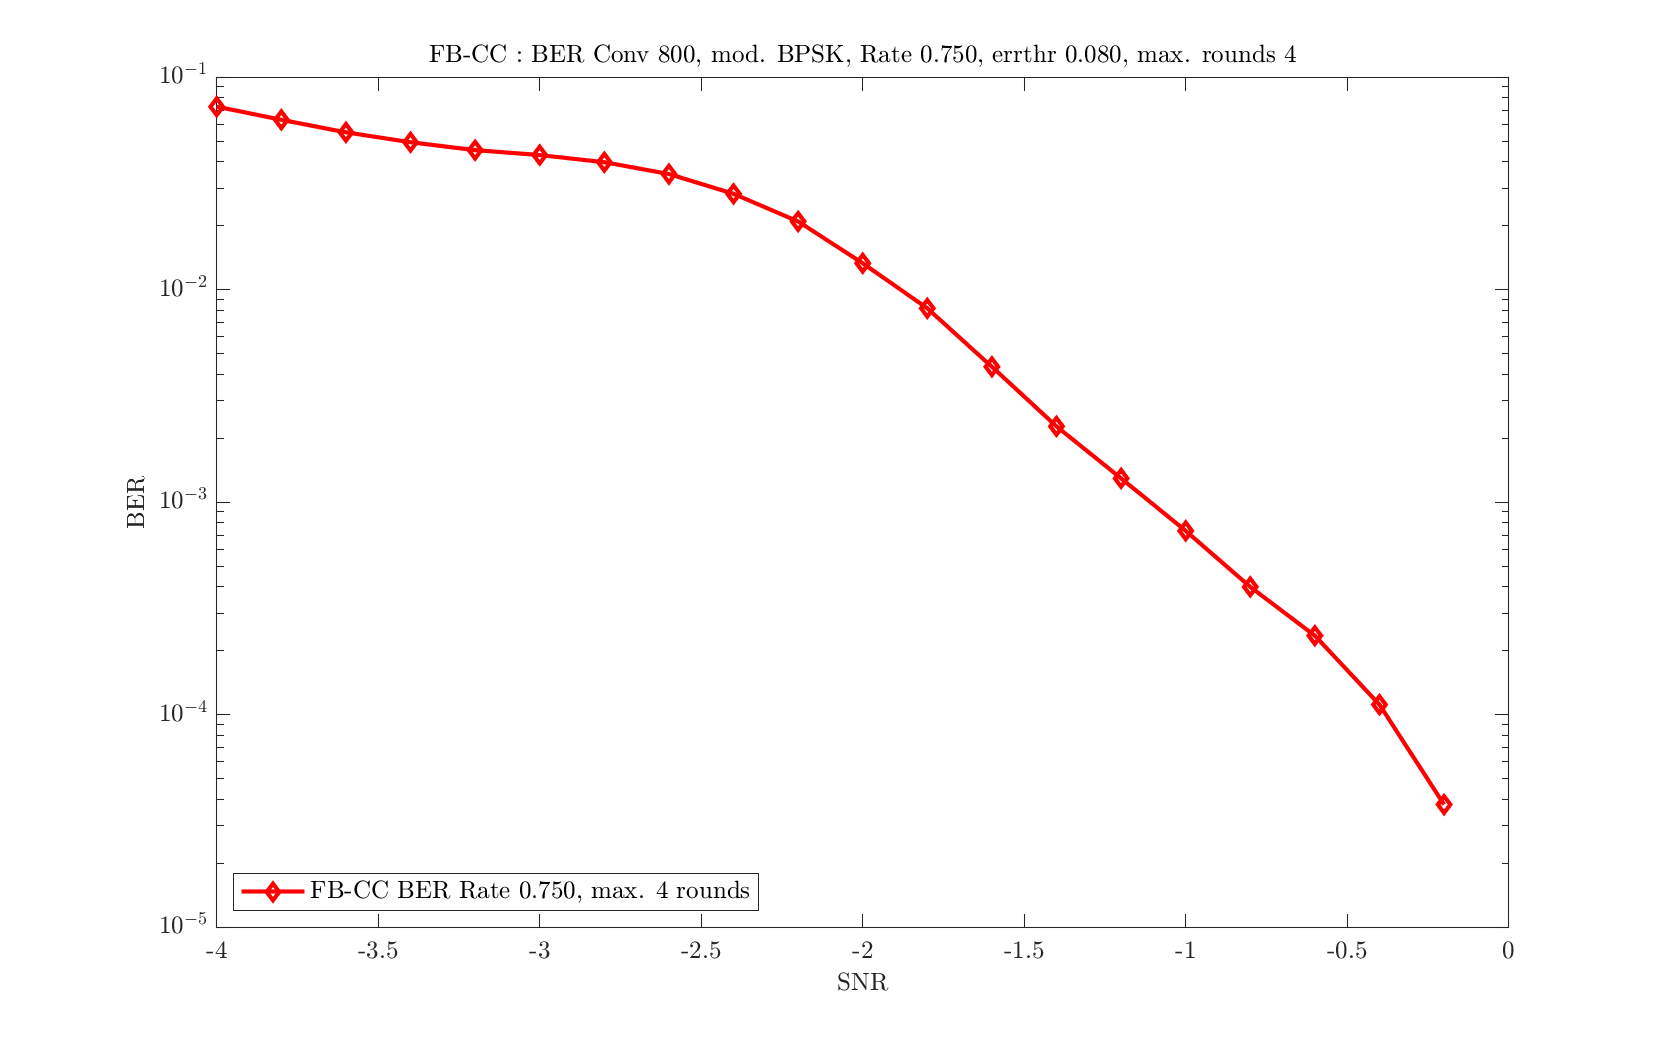 FB-CC : BER Conv 800, mod. BPSK, Rate 0.750, errthr 0.080, max. rounds 4
10^{-1}
10^{-2}
10^{-3}
10^{-4}
10^{-5}
BER
FB-CC BER Rate 0.750, max. 4 rounds
-4 -3.5 -3 -2.5 -2 -1.5 -1 -0.5 0
SNR